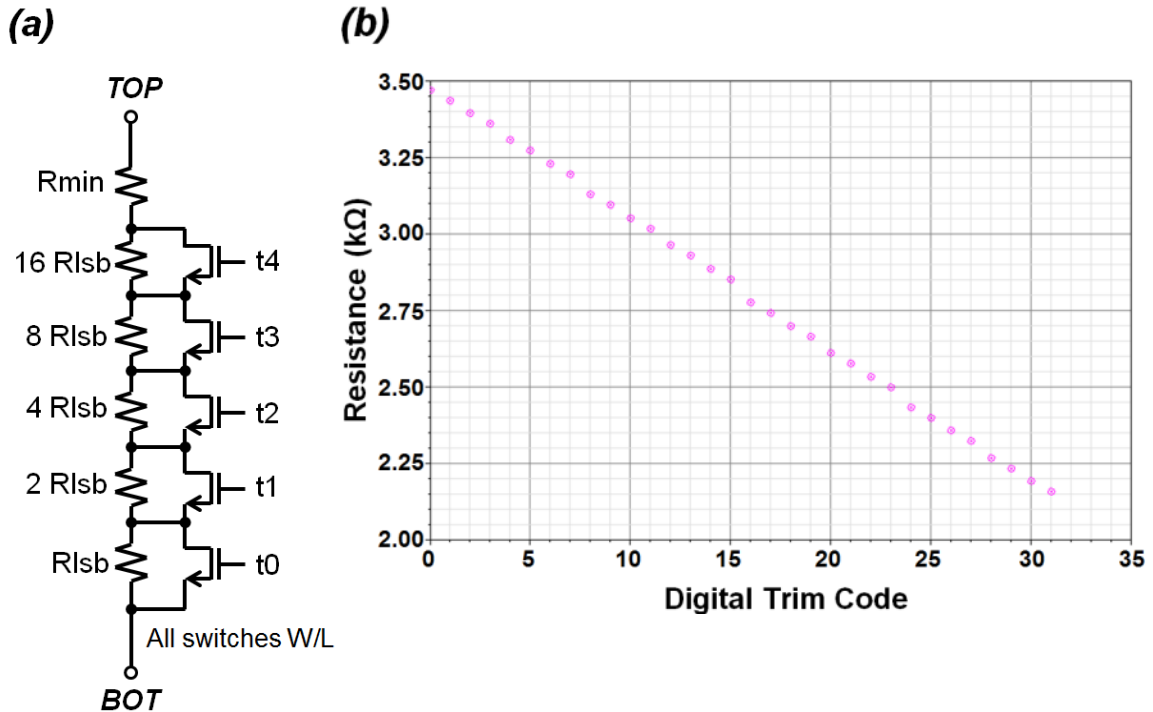 (a)
TOP
Rmin
16 Rlsb
t4
8 Rlsb
t3
4 Rlsb
t2
2 Rlsb
t1
Rlsb
t0
All switches W/L
BOT
(b)
Resistance (kΩ)
3.50
3.25
3.00
2.75
2.50
2.25
2.00
0 5 10 15 20 25 30 35
Digital Trim Code